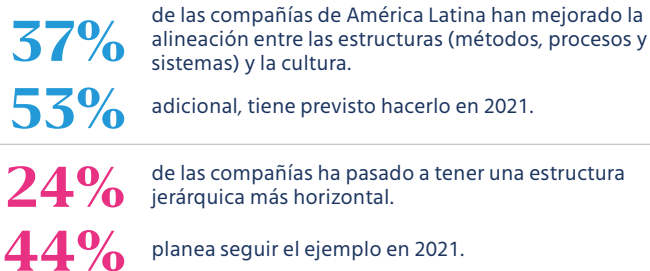 37%
de las compañías de América Latina han mejorado la
alineación entre las estructuras (métodos, procesos y
sistemas) y la cultura.
53%
adicional, tiene previsto hacerlo en 2021.
24%
de las compañías ha pasado a tener una estructura
jerárquica más horizontal.
44%
planea seguir el ejemplo en 2021.